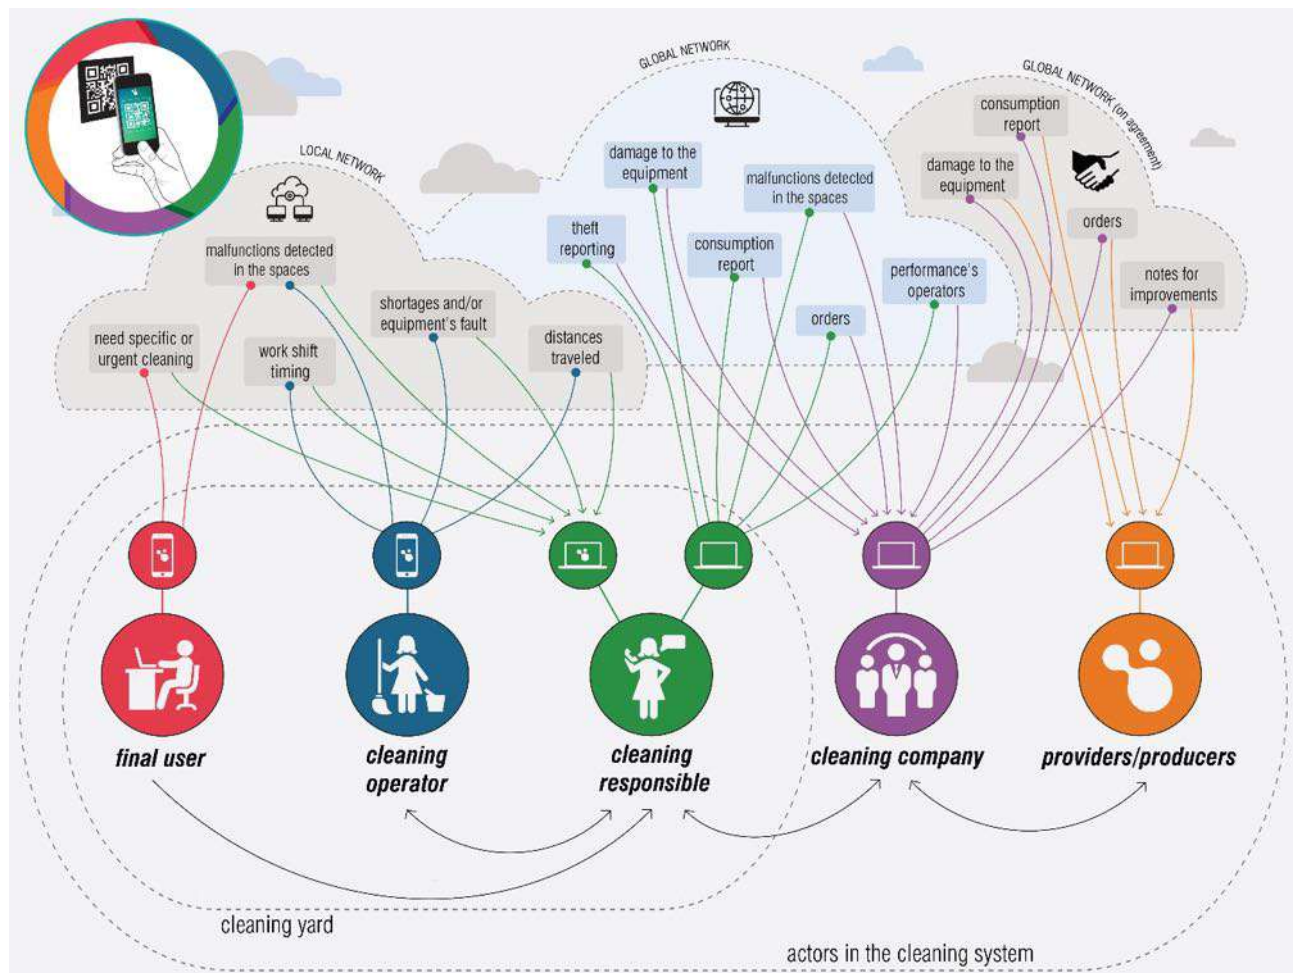 GLOBAL NETWORK
GLOBAL NETWORK (on agreement)
LOCAL NETWORK
consumption
report
damage to the
equipment
damage to the
equipment
malfunctions detected
in the spaces
orders
theft
reporting
consumption
report
malfunctions detected
in the spaces
performance's
operators
notes for
improvements
shortages and/or
equipment's fault
orders
need specific or
urgent cleaning
work shift
timing
distances
traveled
final user
cleaning
operator
cleaning
responsible
cleaning company
providers/producers
cleaning yard
actors in the cleaning system